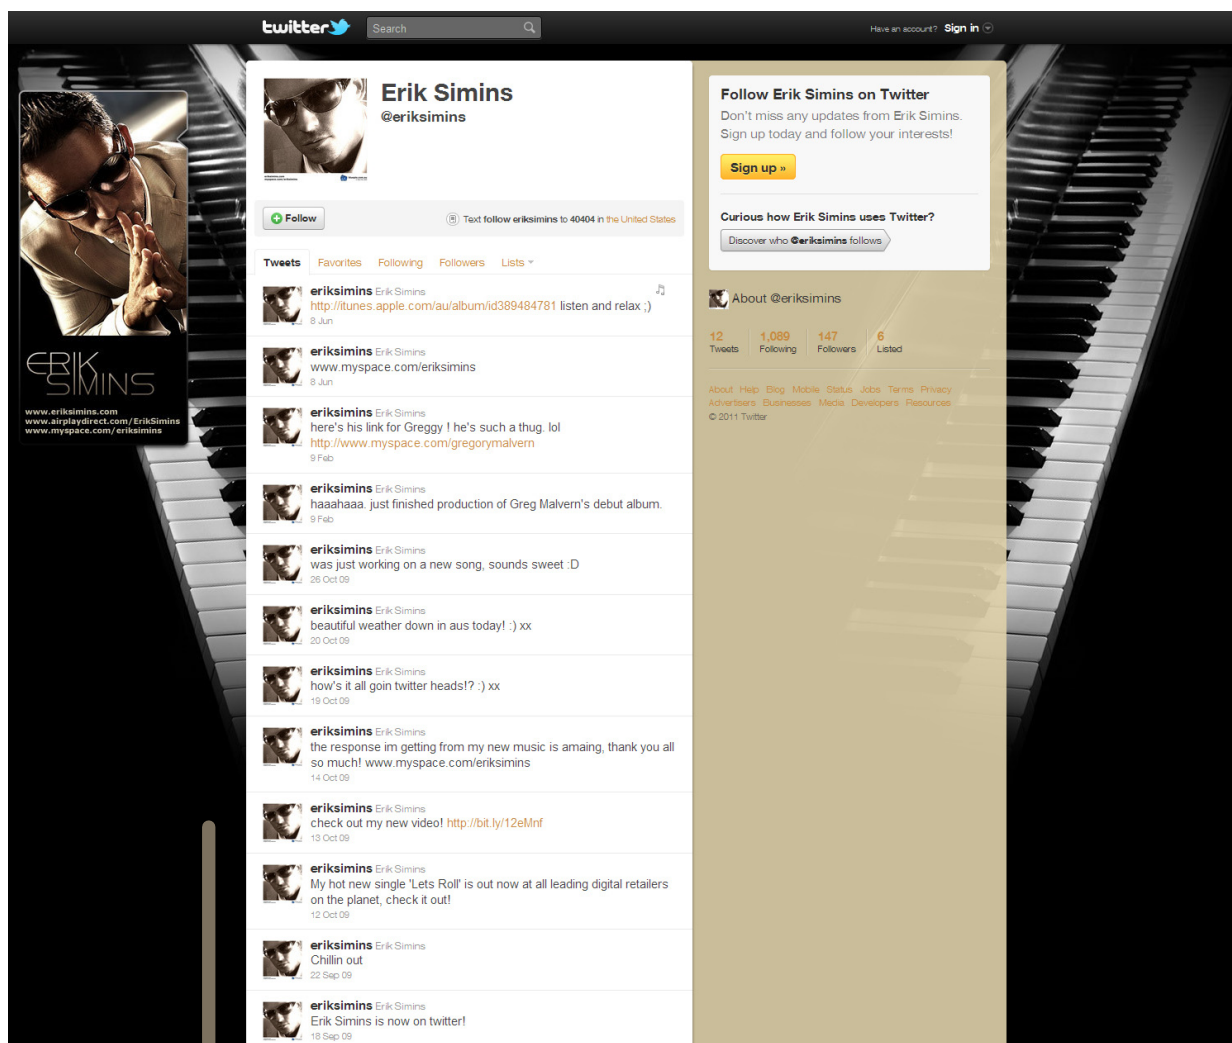 twitter
Search
Have an account? Sign in
Erik Simins
@eriksimins
Follow
Text follow eriksimins to 40404 in the United States
Tweets Favorites Following Followers Lists
eriksimins Erik Simins
http://itunes.apple.com/au/album/id389484781 listen and relax ;)
8 Jun
eriksimins Erik Simins
www.myspace.com/eriksimins
8 Jun
eriksimins Erik Simins
here's his link for Greggy ! he's such a thug. lol
http://www.myspace.com/gregorymalvern
9 Feb
eriksimins Erik Simins
haaahaaa. just finished production of Greg Malvern's debut album.
9 Feb
eriksimins Erik Simins
was just working on a new song, sounds sweet :D
26 Oct 09
eriksimins Erik Simins
beautiful weather down in aus today! :) xx
20 Oct 09
eriksimins Erik Simins
how's it all goin twitter heads!? :) xx
19 Oct 09
eriksimins Erik Simins
the response im getting from my new music is amaing, thank you all
so much! www.myspace.com/eriksimins
14 Oct 09
eriksimins Erik Simins
check out my new video! http://bit.ly/12eMnf
13 Oct 09
eriksimins Erik Simins
My hot new single 'Lets Roll' is out now at all leading digital retailers
on the planet, check it out!
12 Oct 09
eriksimins Erik Simins
Chillin out
22 Sep 09
eriksimins Erik Simins
Erik Simins is now on twitter!
18 Sep 09
Follow Erik Simins on Twitter
Don't miss any updates from Erik Simins.
Sign up today and follow your interests!
Sign up »
Curious how Erik Simins uses Twitter?
Discover who @eriksimins follows
About @eriksimins
12 1,089 147 6
Tweets Following Followers Listed
About Help Blog Mobile Status Jobs Terms Privacy
Advertisers Businesses Media Developers Resources
© 2011 Twitter
ERIK
SIMINS
www.eriksimins.com
www.airplaydirect.com/ErikSimins
www.myspace.com/eriksimins